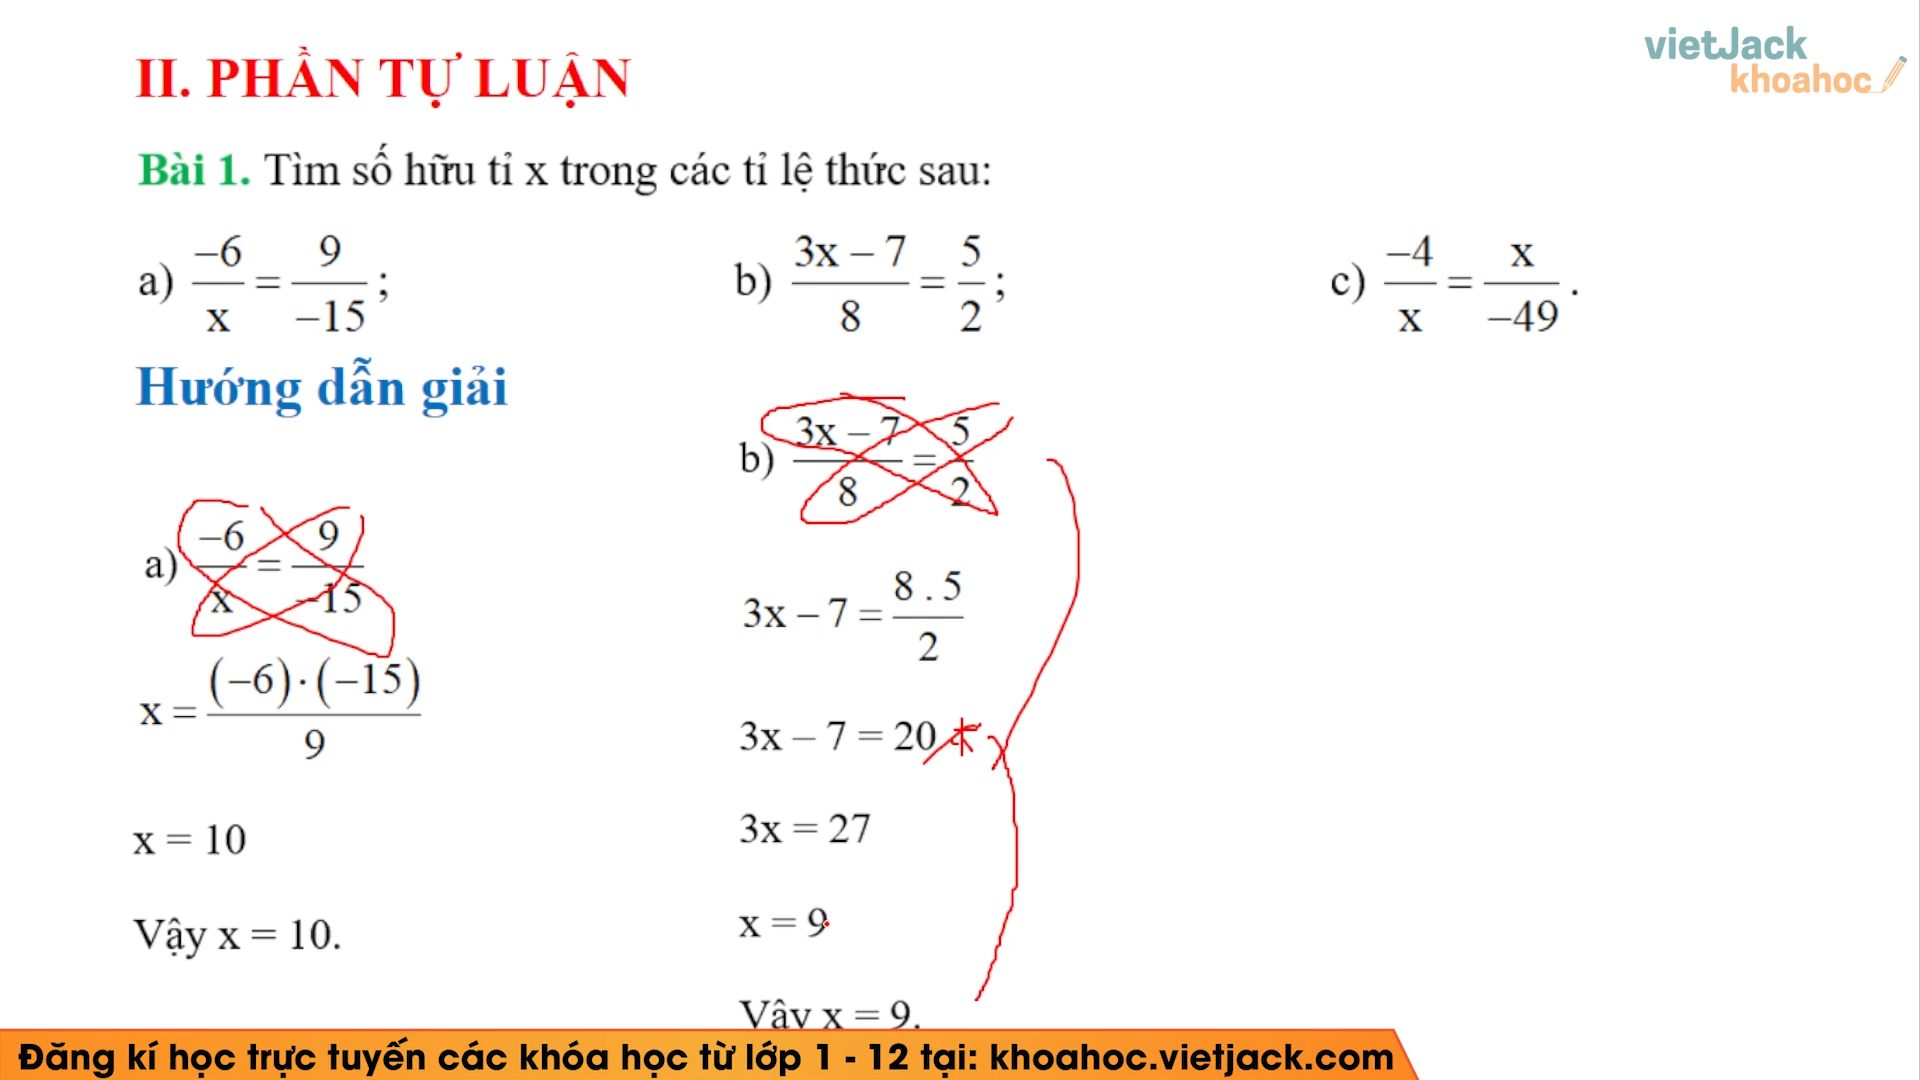 vietJack
khoahoc
II. PHẦN TỰ LUẬN
Bài 1. Tìm số hữu tỉ x trong các tỉ lệ thức sau:
a) −6/x = 9/−15 ;
b) 3x − 7/8 = 5/2 ;
c) −4/x = x/−49 .
Hướng dẫn giải
a) −6/x = 9/−15
x = (−6)·(−15)/9
x = 10
Vậy x = 10.
b) 3x − 7/8 = 5/2
3x − 7 = 8 . 5/2
3x − 7 = 20
3x = 27
x = 9
Vậy x = 9.
Đăng kí học trực tuyến các khóa học từ lớp 1 - 12 tại: khoahoc.vietjack.com